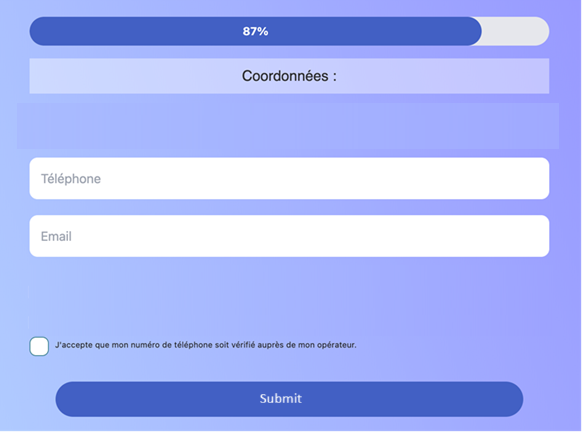 87%
Coordonnées :
Téléphone
Email
J'accepte que mon numéro de téléphone soit vérifié auprès de mon opérateur.
Submit